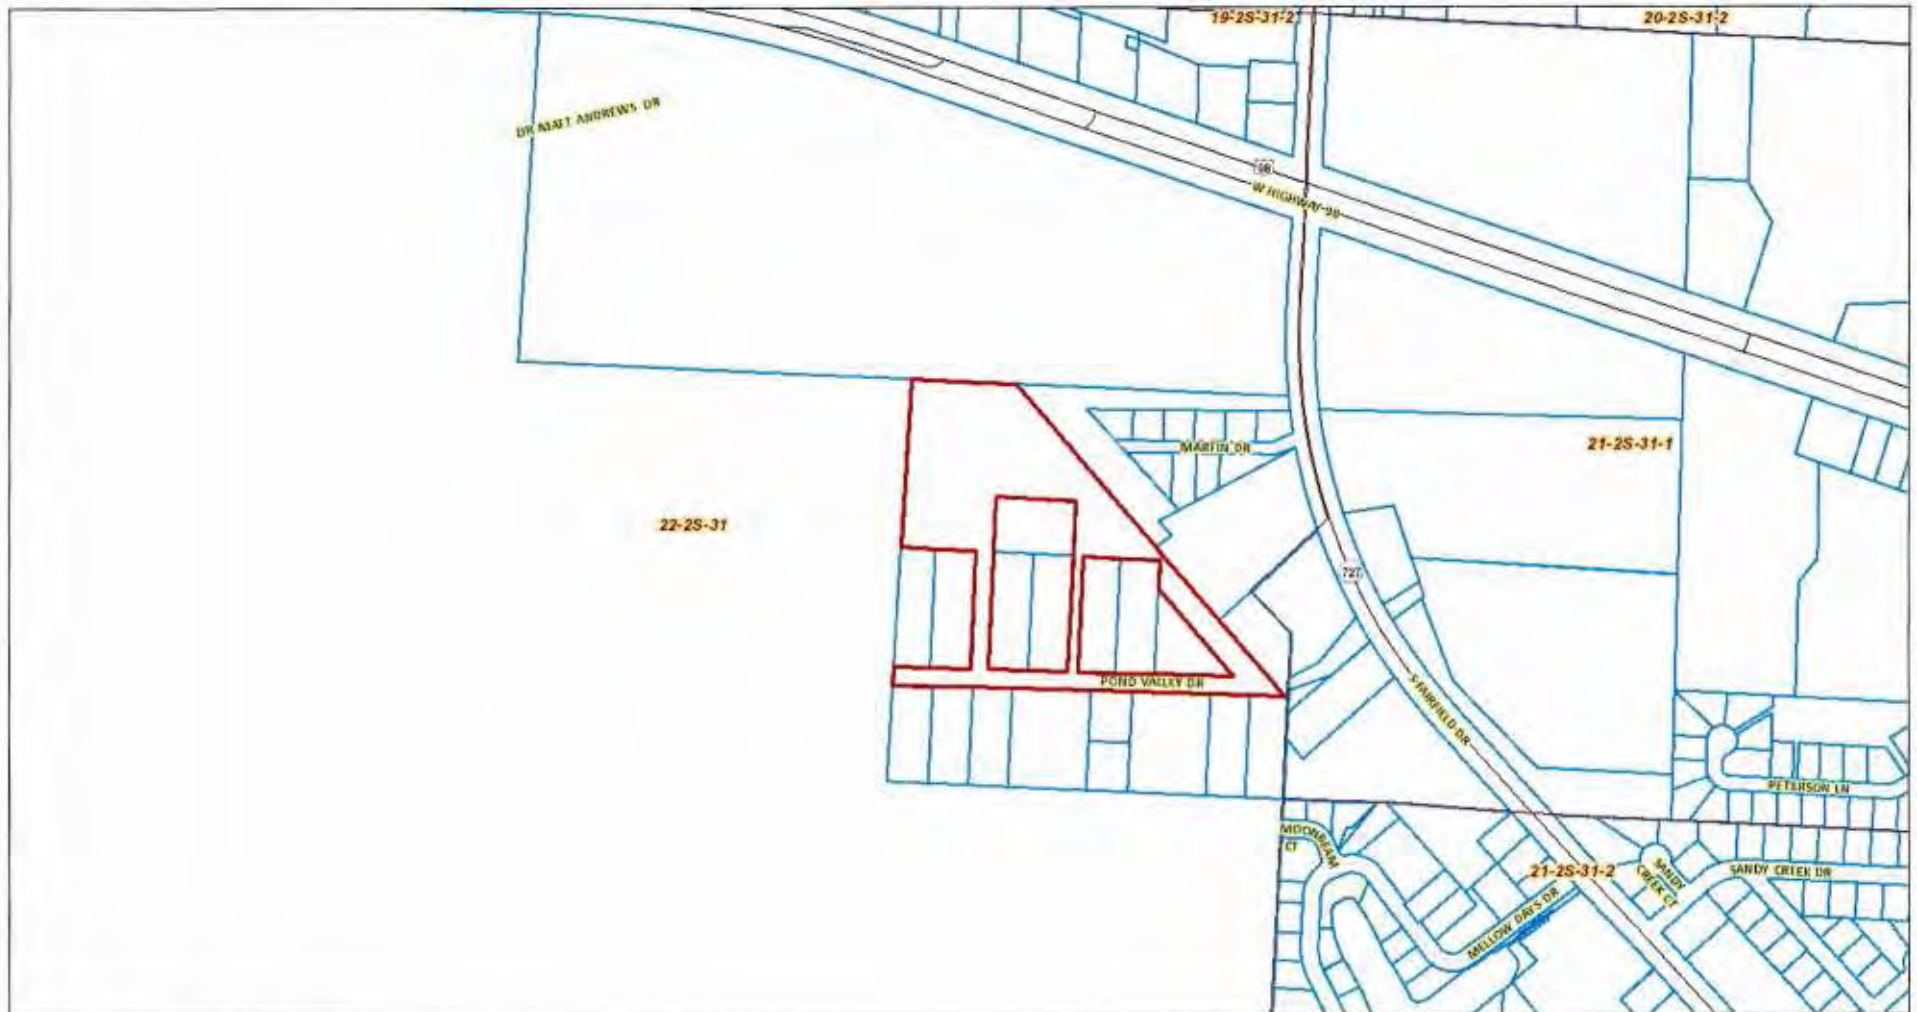 19-2S-31-2
20-2S-31-2
DR MATT ANDREWS DR
98
W HIGHWAY 98
MARFIN DR
21-2S-31-1
22-2S-31
727
POND VALLEY DR
S FAIRFIELD DR
PETERSON LN
MOONBEAM
CT
21-2S-31-2
SANDY
CREEK CT
SANDY CREEK DR
MELLOW DAYS DR